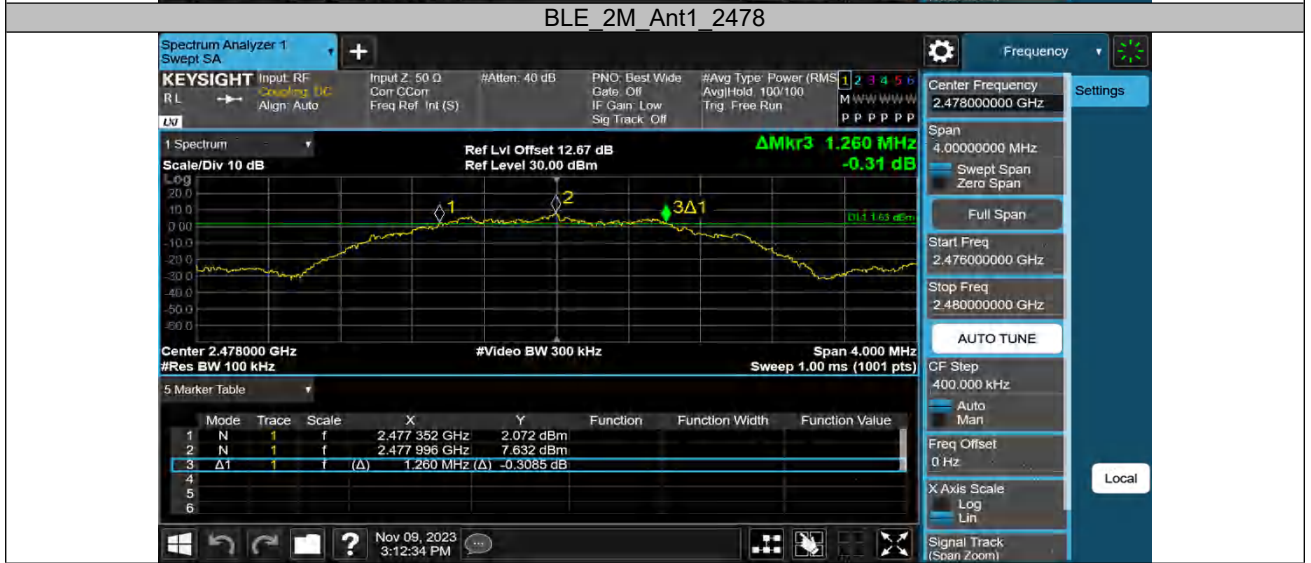 BLE_2M_Ant1_2478
Spectrum Analyzer 1
Swept SA
+
Frequency
KEYSIGHT
RL
LXI
Input: RF
Coupling: DC
Align: Auto
Input Z: 50 Ω
Corr CCorr
Freq Ref: Int (S)
#Atten: 40 dB
PNO: Best Wide
Gate: Off
IF Gain: Low
Sig Track: Off
#Avg Type: Power (RMS
Avg|Hold: 100/100
Trig: Free Run
1 2 3 4 5 6
M W W W W W
P P P P P P
Center Frequency
2.478000000 GHz
Settings
1 Spectrum
Scale/Div 10 dB
Ref Lvl Offset 12.67 dB
Ref Level 30.00 dBm
ΔMkr3 1.260 MHz
-0.31 dB
Span
4.00000000 MHz
Swept Span
Zero Span
Full Span
Start Freq
2.476000000 GHz
Stop Freq
2.480000000 GHz
AUTO TUNE
CF Step
400.000 kHz
Auto
Man
Freq Offset
0 Hz
X Axis Scale
Log
Lin
Signal Track
(Span Zoom)
Local
Log
20.0
10.0
0.00
-10.0
-20.0
-30.0
-40.0
-50.0
-60.0
1
2
3Δ1
DL1 1.63 dBm
Center 2.478000 GHz
#Res BW 100 kHz
#Video BW 300 kHz
Span 4.000 MHz
Sweep 1.00 ms (1001 pts)
5 Marker Table
Mode Trace Scale X Y Function Function Width Function Value
1 N 1 f 2.477 352 GHz 2.072 dBm
2 N 1 f 2.477 996 GHz 7.632 dBm
3 Δ1 1 f (Δ) 1.260 MHz (Δ) -0.3085 dB
4
5
6
?
Nov 09, 2023
3:12:34 PM